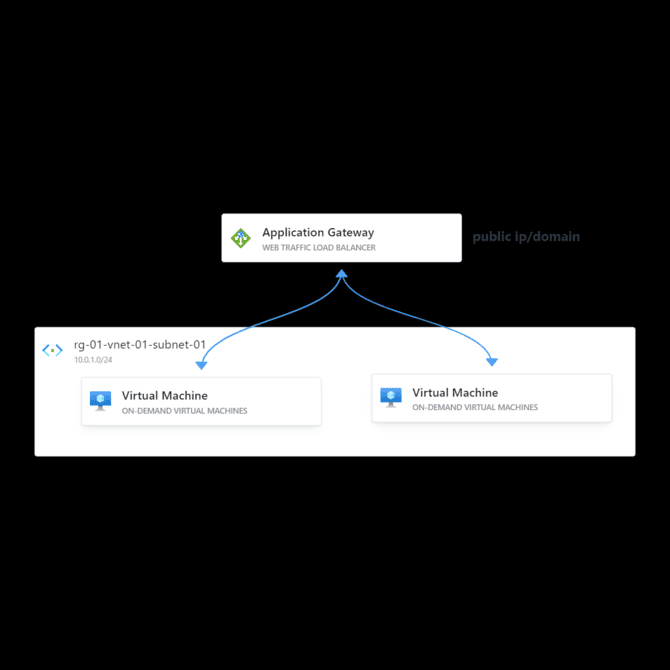 Application Gateway
WEB TRAFFIC LOAD BALANCER
public ip/domain
rg-01-vnet-01-subnet-01
10.0.1.0/24
Virtual Machine
ON-DEMAND VIRTUAL MACHINES
Virtual Machine
ON-DEMAND VIRTUAL MACHINES